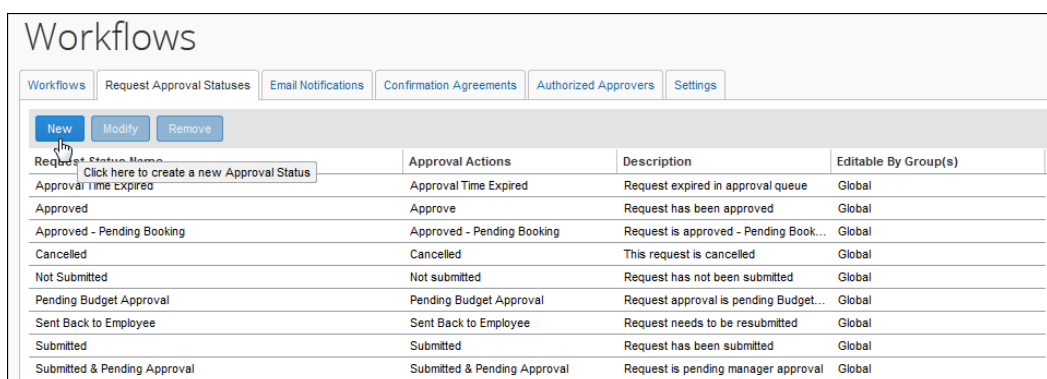 Workflows
Workflows Request Approval Statuses Email Notifications Confirmation Agreements Authorized Approvers Settings
New Modify Remove
Request Status Name Approval Actions Description Editable By Group(s)
Click here to create a new Approval Status
Approval Time Expired Approval Time Expired Request expired in approval queue Global
Approved Approve Request has been approved Global
Approved - Pending Booking Approved - Pending Booking Request is approved - Pending Book... Global
Cancelled Cancelled This request is cancelled Global
Not Submitted Not submitted Request has not been submitted Global
Pending Budget Approval Pending Budget Approval Request approval is pending Budget... Global
Sent Back to Employee Sent Back to Employee Request needs to be resubmitted Global
Submitted Submitted Request has been submitted Global
Submitted & Pending Approval Submitted & Pending Approval Request is pending manager approval Global